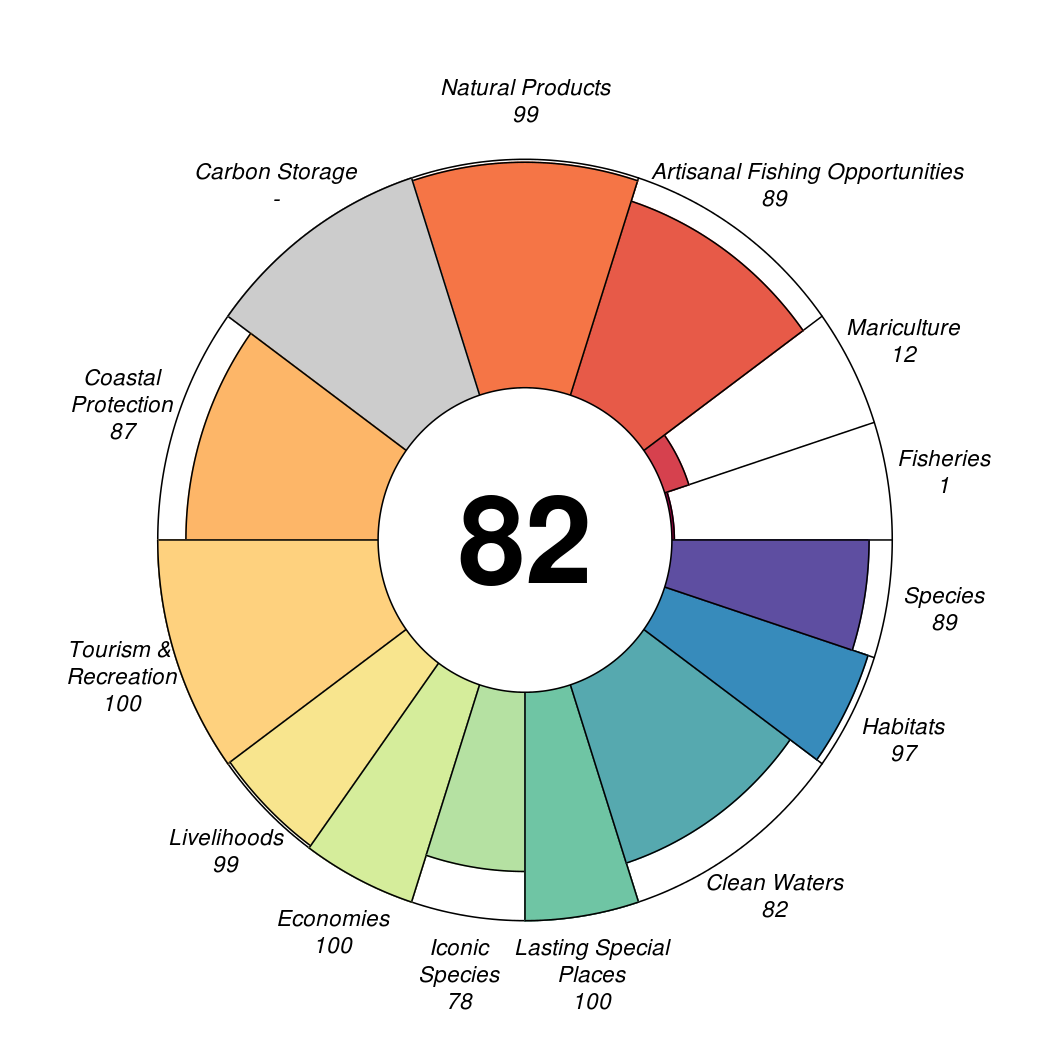 Natural Products
99
Carbon Storage
-
Artisanal Fishing Opportunities
89
Mariculture
12
Coastal
Protection
87
Fisheries
1
82
Species
89
Tourism &
Recreation
100
Habitats
97
Livelihoods
99
Clean Waters
82
Economies
100
Iconic
Species
78
Lasting Special
Places
100